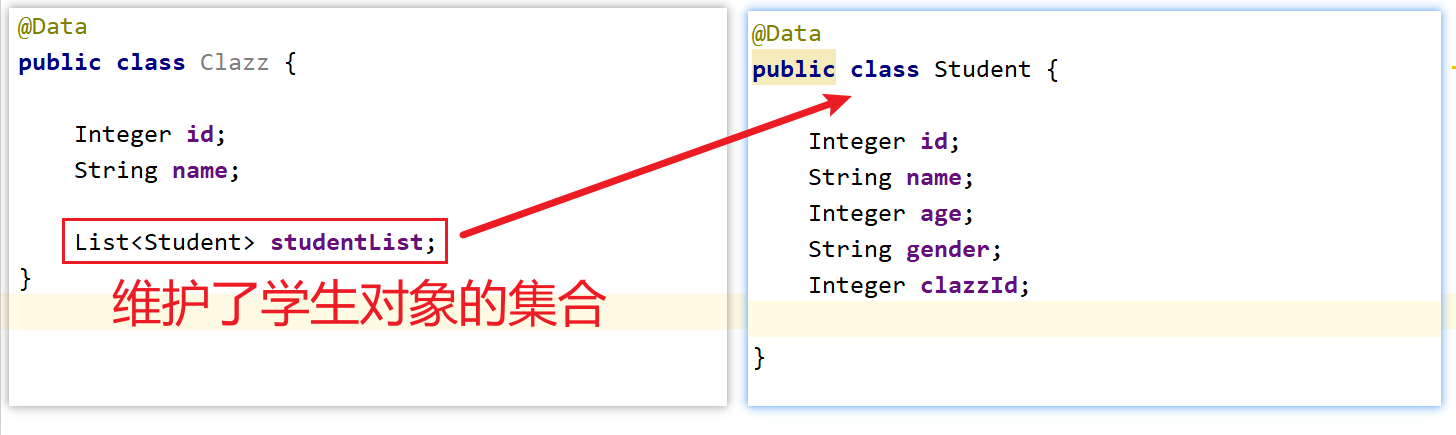 @Data
public class Clazz {
Integer id;
String name;
List<Student> studentList;
}
维护了学生对象的集合
@Data
public class Student {
Integer id;
String name;
Integer age;
String gender;
Integer clazzId;
}